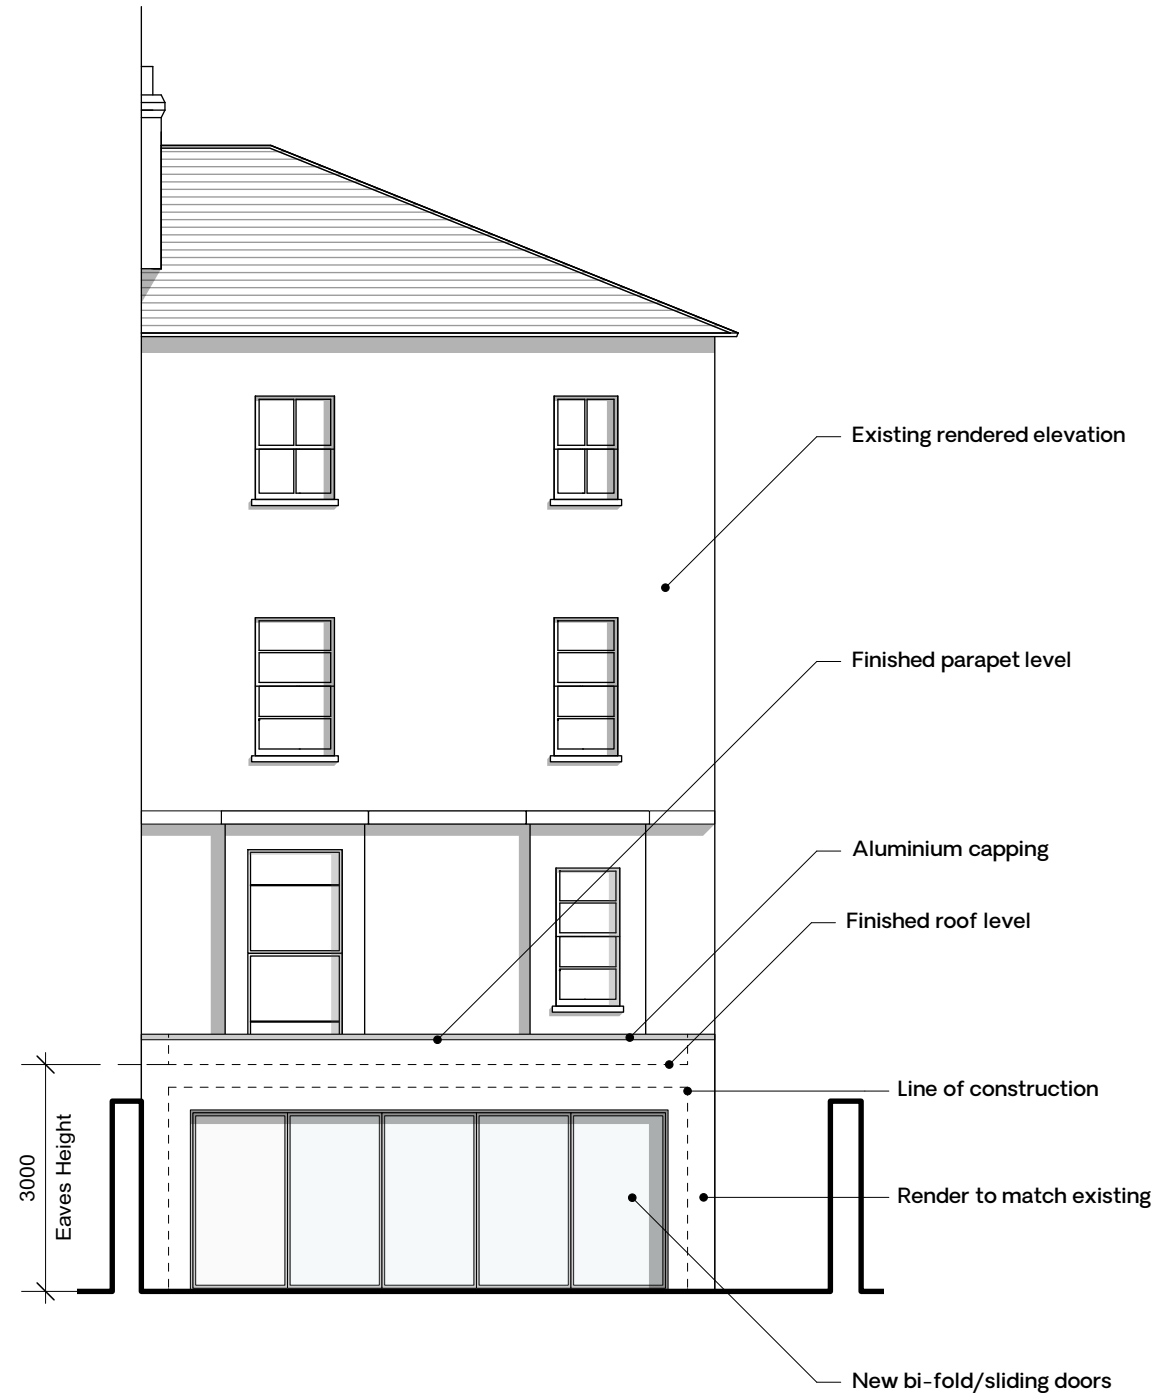 Existing rendered elevation
Finished parapet level
Aluminium capping
Finished roof level
Line of construction
3000
Eaves Height
Render to match existing
New bi-fold/sliding doors